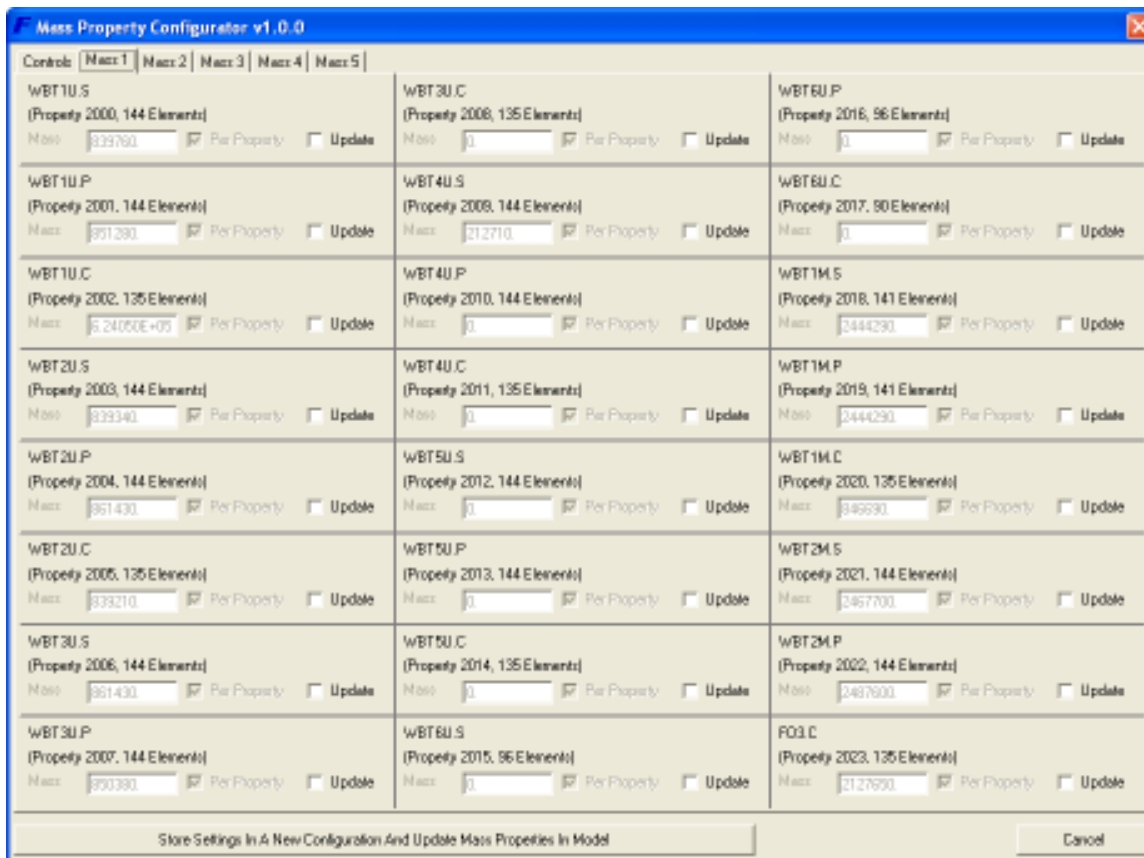 Mass Property Configurator v1.0.0
Controls Mass 1 Mass 2 Mass 3 Mass 4 Mass 5
WBT1U.S
(Property 2000, 144 Elements)
Mass 839760. Per Property Update
WBT1U.P
(Property 2001, 144 Elements)
Mass 851280. Per Property Update
WBT1U.C
(Property 2002, 135 Elements)
Mass 6.24050E+05 Per Property Update
WBT2U.S
(Property 2003, 144 Elements)
Mass 839340. Per Property Update
WBT2U.P
(Property 2004, 144 Elements)
Mass 861430. Per Property Update
WBT2U.C
(Property 2005, 135 Elements)
Mass 839210. Per Property Update
WBT3U.S
(Property 2006, 144 Elements)
Mass 861430. Per Property Update
WBT3U.P
(Property 2007, 144 Elements)
Mass 850380. Per Property Update
WBT3U.C
(Property 2008, 135 Elements)
Mass 0. Per Property Update
WBT4U.S
(Property 2009, 144 Elements)
Mass 212710. Per Property Update
WBT4U.P
(Property 2010, 144 Elements)
Mass 0. Per Property Update
WBT4U.C
(Property 2011, 135 Elements)
Mass 0. Per Property Update
WBT5U.S
(Property 2012, 144 Elements)
Mass 0. Per Property Update
WBT5U.P
(Property 2013, 144 Elements)
Mass 0. Per Property Update
WBT5U.C
(Property 2014, 135 Elements)
Mass 0. Per Property Update
WBT6U.S
(Property 2015, 96 Elements)
Mass 0. Per Property Update
WBT6U.P
(Property 2016, 96 Elements)
Mass 0. Per Property Update
WBT6U.C
(Property 2017, 90 Elements)
Mass 0. Per Property Update
WBT1M.S
(Property 2018, 141 Elements)
Mass 2444290. Per Property Update
WBT1M.P
(Property 2019, 141 Elements)
Mass 2444290. Per Property Update
WBT1M.C
(Property 2020, 135 Elements)
Mass 846690. Per Property Update
WBT2M.S
(Property 2021, 144 Elements)
Mass 2467700. Per Property Update
WBT2M.P
(Property 2022, 144 Elements)
Mass 2487600. Per Property Update
FO3.C
(Property 2023, 135 Elements)
Mass 2127650. Per Property Update
Store Settings In A New Configuration And Update Mass Properties In Model
Cancel